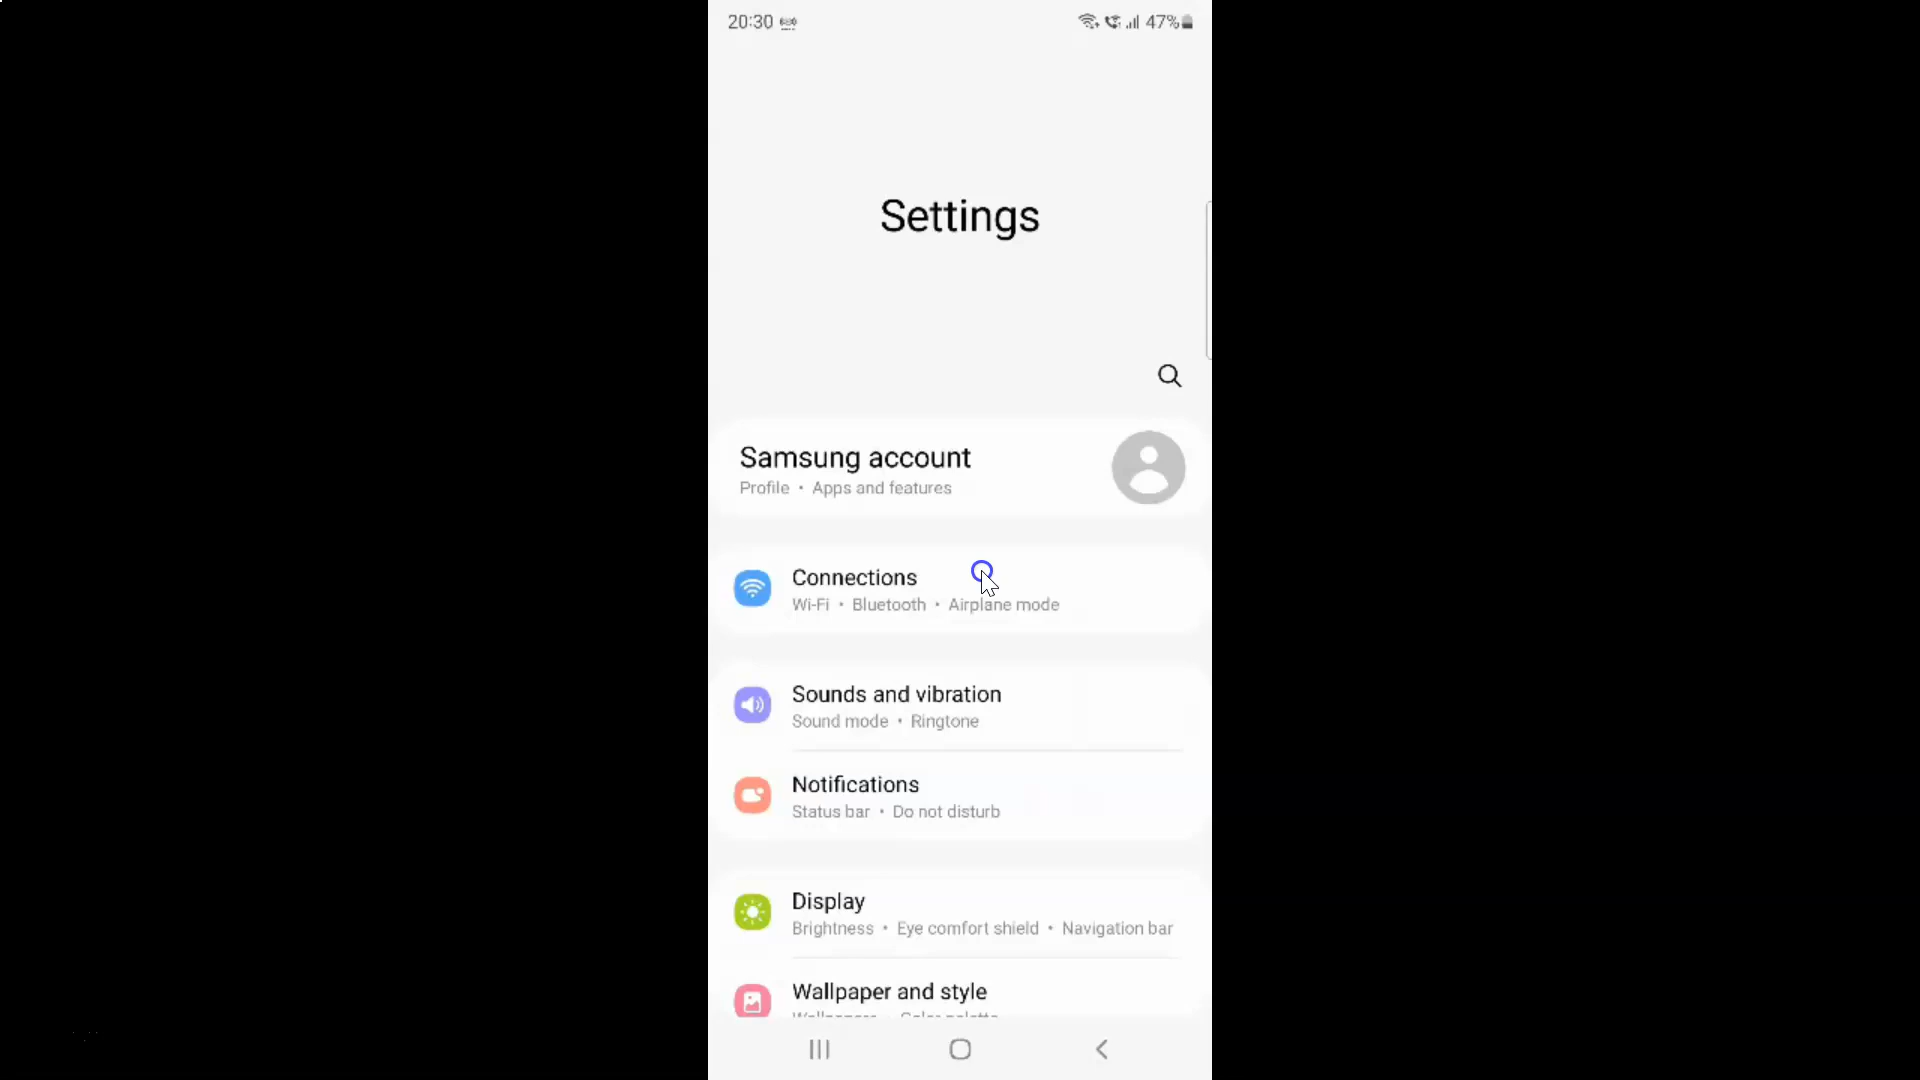 20:30
47%
Settings
Samsung account
Profile • Apps and features
Connections
Wi-Fi • Bluetooth • Airplane mode
Sounds and vibration
Sound mode • Ringtone
Notifications
Status bar • Do not disturb
Display
Brightness • Eye comfort shield • Navigation bar
Wallpaper and style